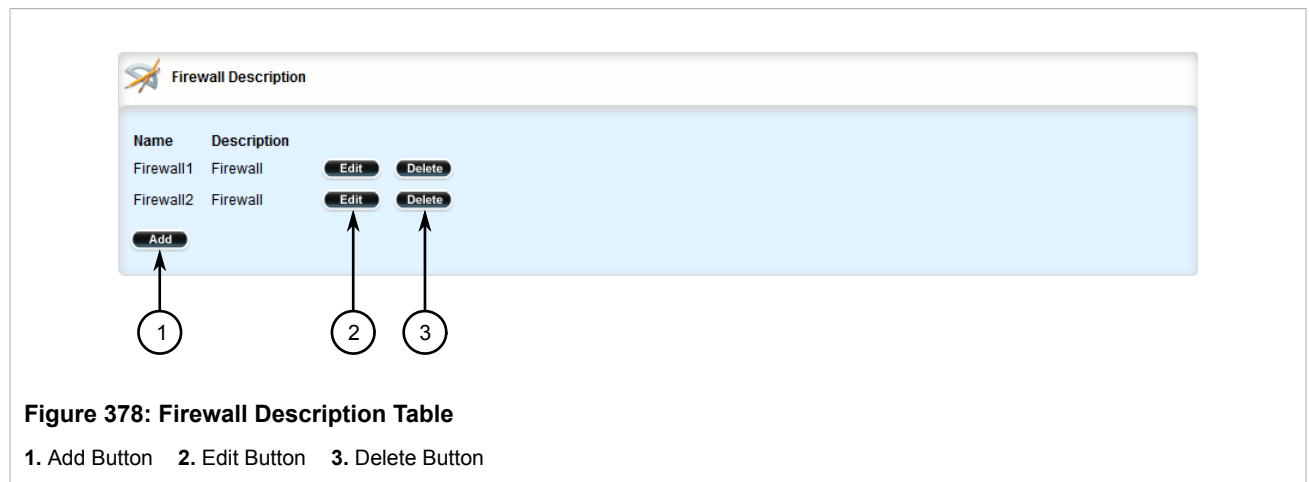 Firewall Description
Name Description
Firewall1 Firewall Edit Delete
Firewall2 Firewall Edit Delete
Add
1 2 3
Figure 378: Firewall Description Table
1. Add Button 2. Edit Button 3. Delete Button